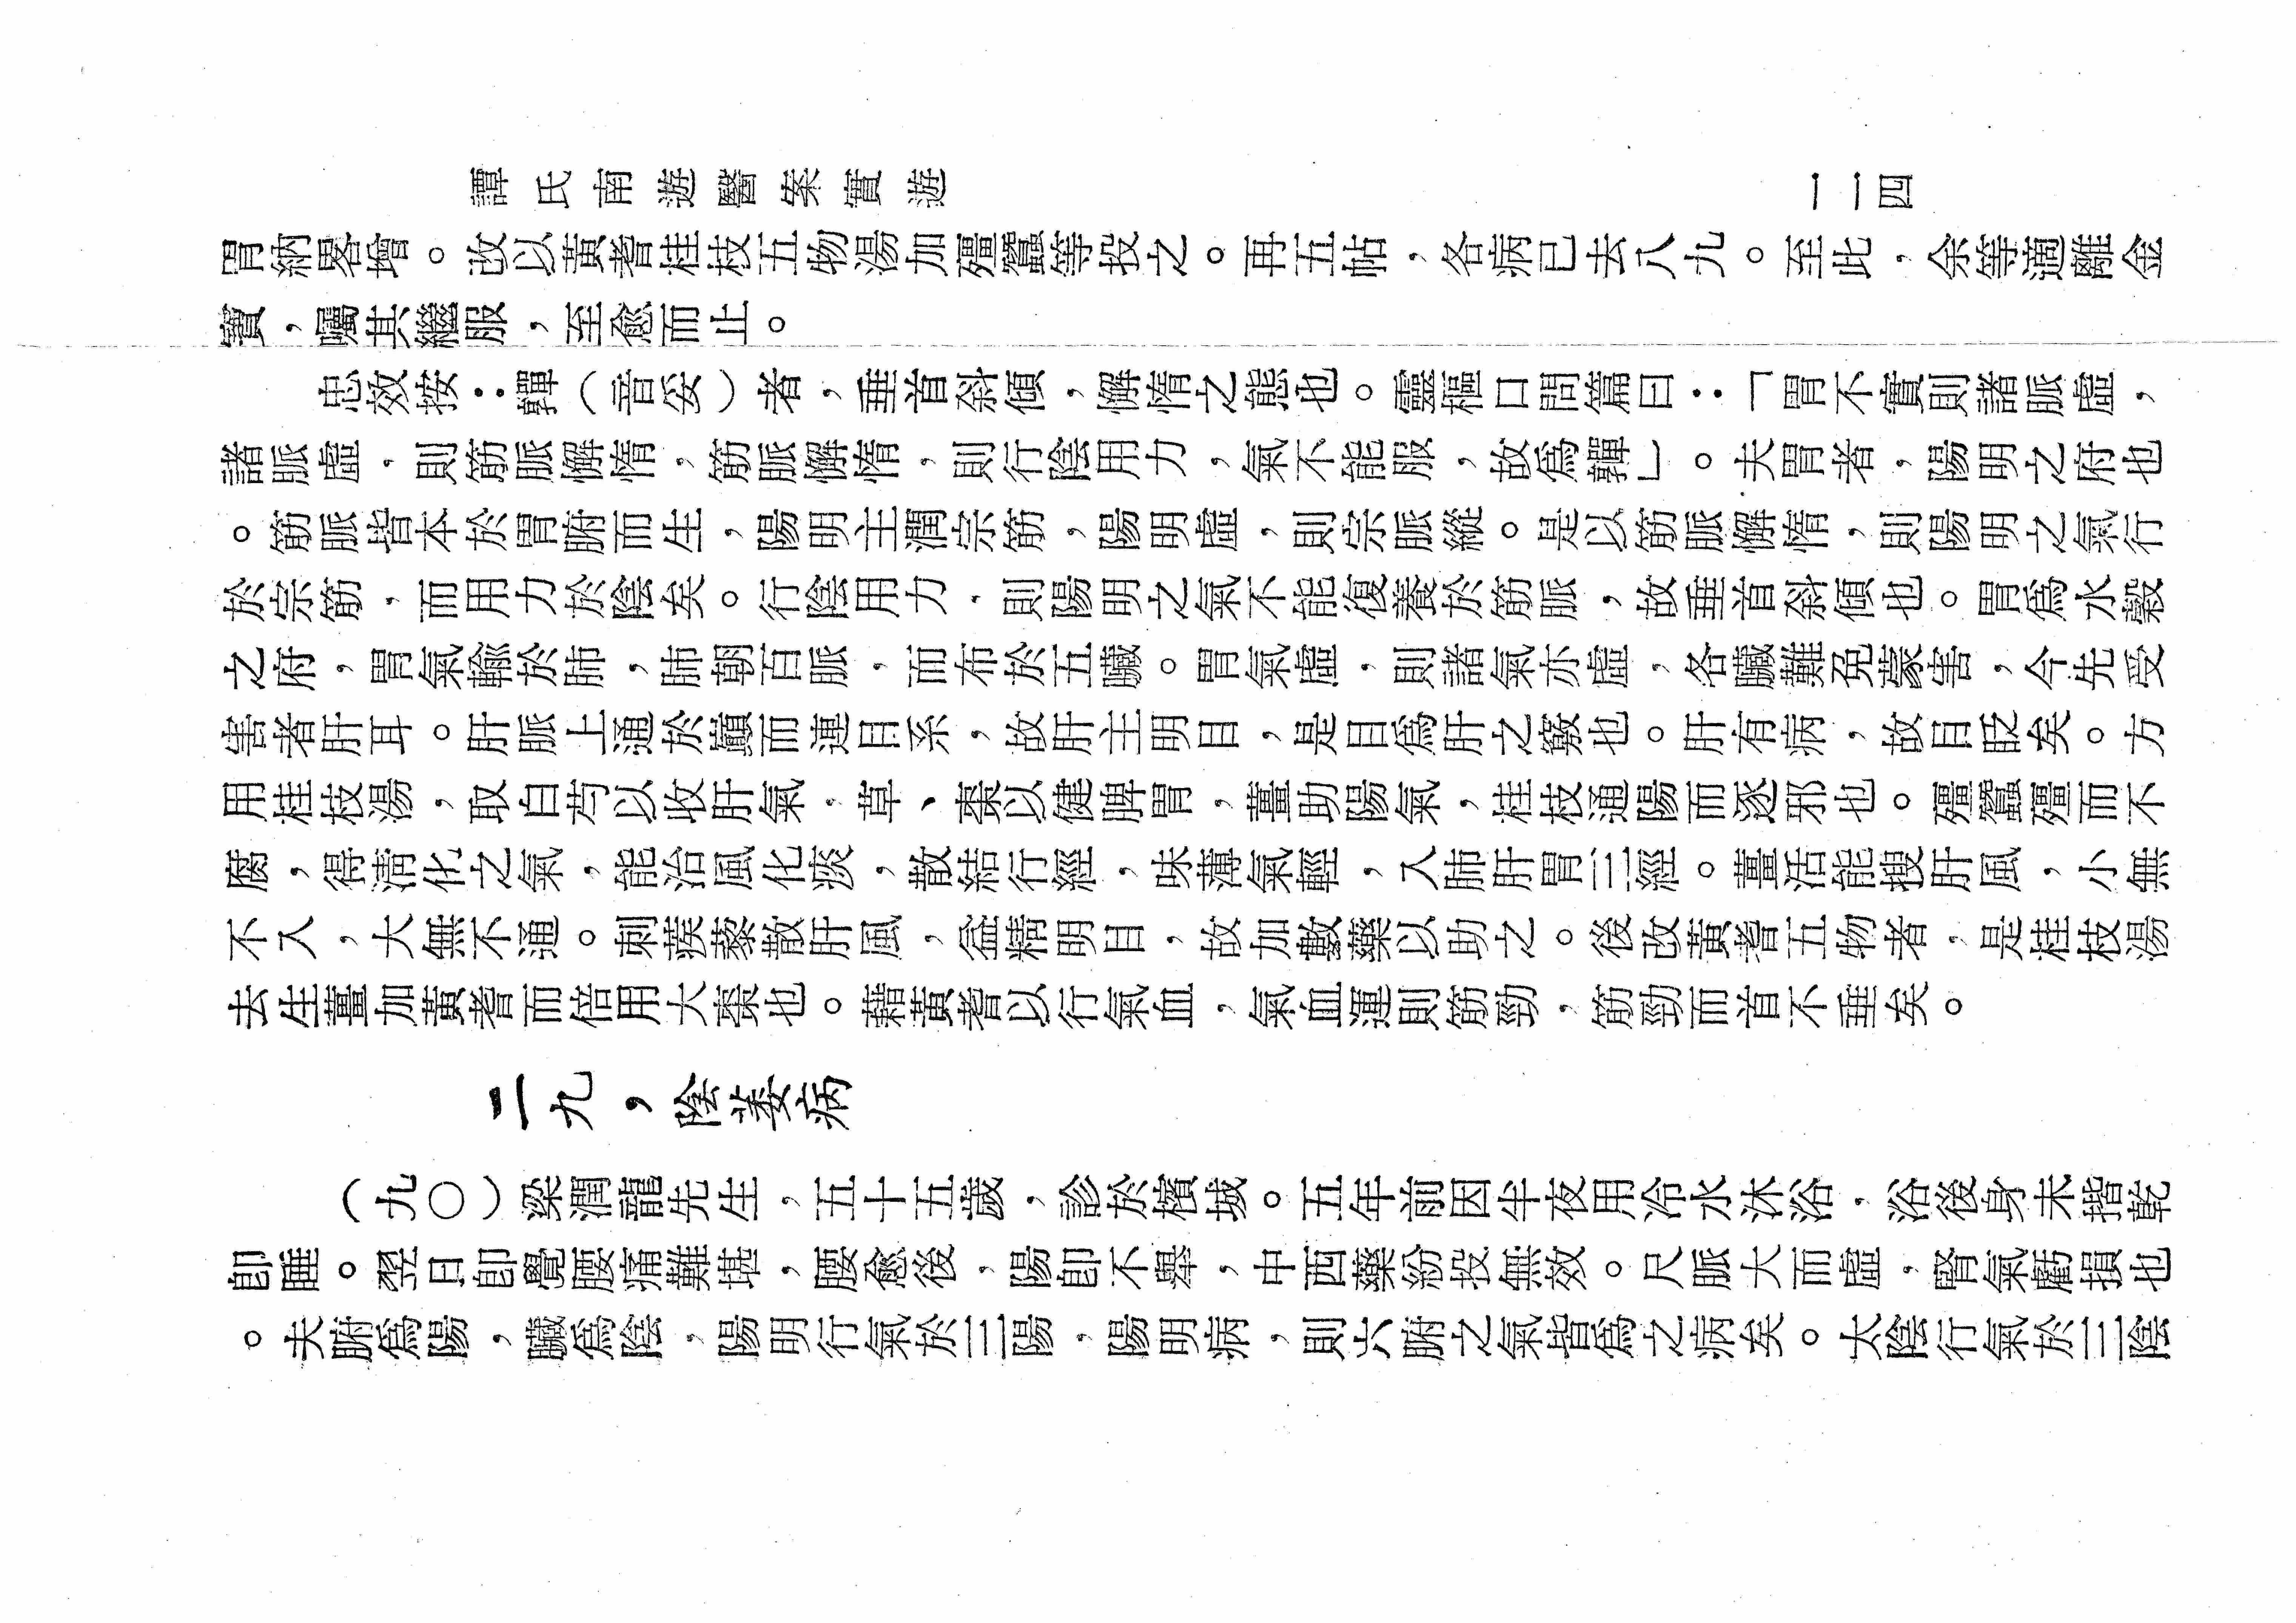 譚氏南遊醫案實遊
一一四
胃納畧增。改以黃耆桂枝五物湯加殭蠶等投之。再五帖，各病已去八九。至此，余等適離金
寶，囑其繼服，至愈而止。
忠效按：軃（音妥）者，垂首斜傾，懈惰之態也。靈樞口問篇曰：「胃不實則諸脈虛，
諸脈虛，則筋脈懈惰，筋脈懈惰，則行陰用力，氣不能服，故為軃」。夫胃者，陽明之府也
。筋脈皆本於胃腑而生，陽明主潤宗筋，陽明虛，則宗脈縱。是以筋脈懈惰，則陽明之氣行
於宗筋，而用力於陰矣。行陰用力，則陽明之氣不能復養於筋脈，故垂首斜傾也。胃為水穀
之府，胃氣輸於肺，肺朝百脈，而布於五臟。胃氣虛，則諸氣亦虛，各臟難免蒙害，今先受
害者肝耳。肝脈上通於巔而連目系，故肝主明目，是目為肝之竅也。肝有病，故目眨矣。方
用桂枝湯，取白芍以收肝氣，草、棗以健脾胃，薑助陽氣，桂枝通陽而逐邪也。殭蠶殭而不
腐，得清化之氣，能治風化痰，散結行經，味薄氣輕，入肺肝胃三經。薑活能搜肝風，小無
不入，大無不通。刺蒺藜散肝風，益精明目，故加數藥以助之。後改黃耆五物者，是桂枝湯
去生薑加黃耆而倍用大棗也。藉黃耆以行氣血，氣血運則筋勁，筋勁而首不垂矣。
二九，陰萎病
（九〇）梁潤龍先生，五十五歲，診於檳城。五年前因半夜用冷水沐浴，浴後身未揩乾
卽睡。翌日卽覺腰痛難堪，腰愈後，陽卽不舉，中西藥紛投無效。尺脈大而虛，腎氣虧損也
。夫腑為陽，臟為陰，陽明行氣於三陽，陽明病，則六腑之氣皆為之病矣。太陰行氣於三陰